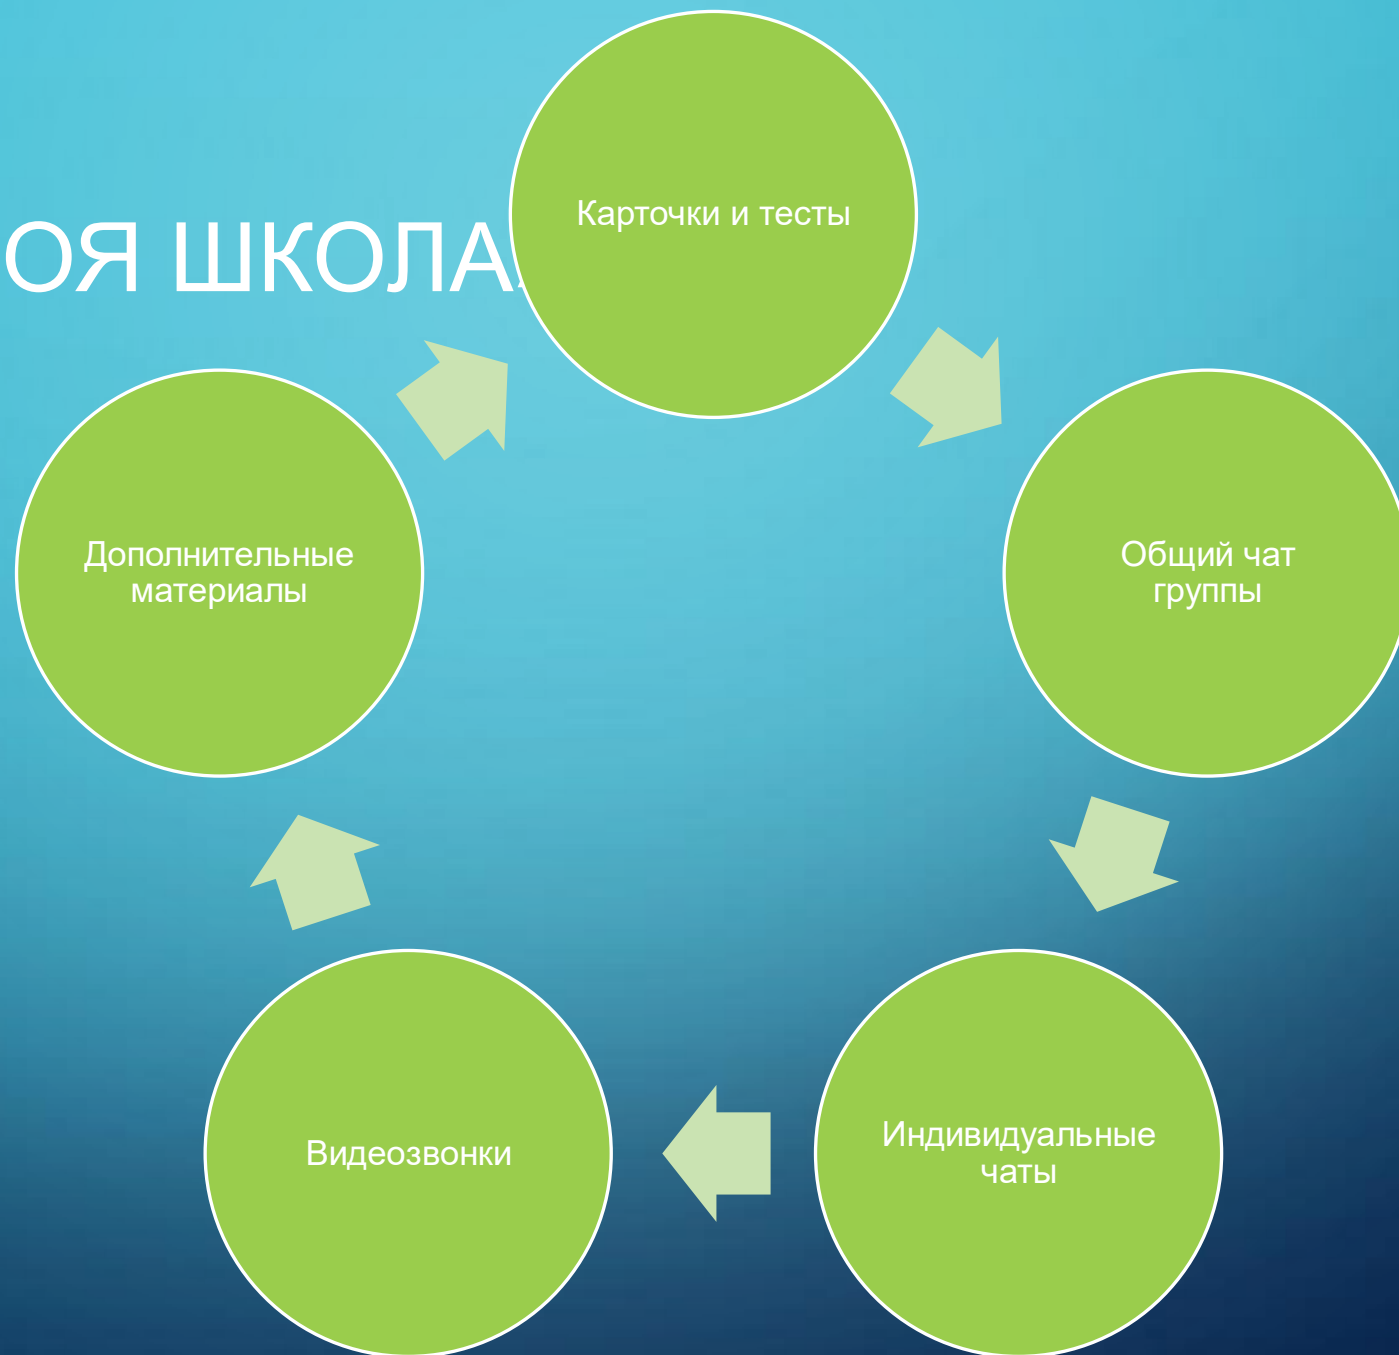 ОЯ ШКОЛА
Карточки и тесты
Общий чат
группы
Индивидуальные
чаты
Видеозвонки
Дополнительные
материалы